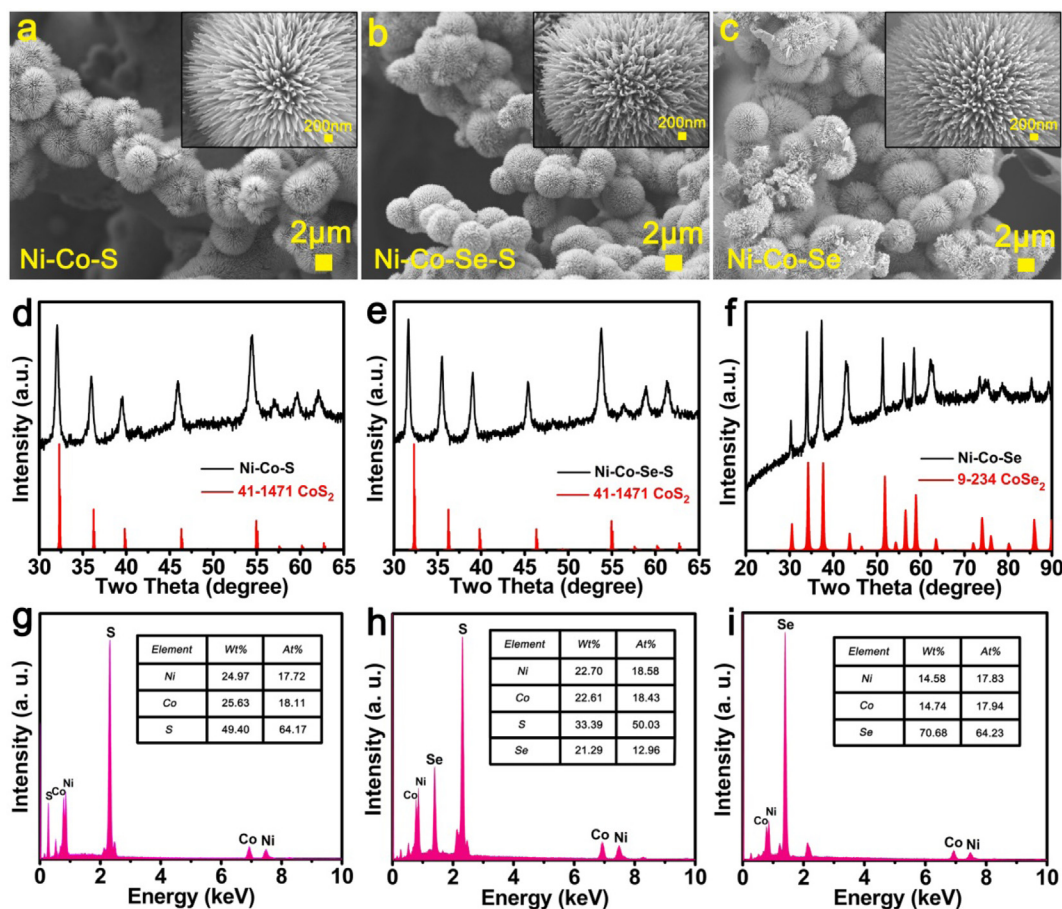 a
200nm
2μm
Ni-Co-S
b
200nm
2μm
Ni-Co-Se-S
c
200nm
2μm
Ni-Co-Se
d
Intensity (a.u.)
Ni-Co-S
41-1471 CoS2
30 35 40 45 50 55 60 65
Two Theta (degree)
e
Intensity (a.u.)
Ni-Co-Se-S
41-1471 CoS2
30 35 40 45 50 55 60 65
Two Theta (degree)
f
Intensity (a.u.)
Ni-Co-Se
9-234 CoSe2
20 30 40 50 60 70 80 90
Two Theta (degree)
g
Intensity (a. u.)
S
Element Wt% At%
Ni 24.97 17.72
Co 25.63 18.11
S 49.40 64.17
S Co Ni
Co Ni
0 2 4 6 8 10
Energy (keV)
h
Intensity (a. u.)
S
Element Wt% At%
Ni 22.70 18.58
Co 22.61 18.43
S 33.39 50.03
Se 21.29 12.96
Co Ni Se
Co Ni
0 2 4 6 8 10
Energy (keV)
i
Intensity (a. u.)
Se
Element Wt% At%
Ni 14.58 17.83
Co 14.74 17.94
Se 70.68 64.23
Co Ni
Co Ni
0 2 4 6 8 10
Energy (keV)